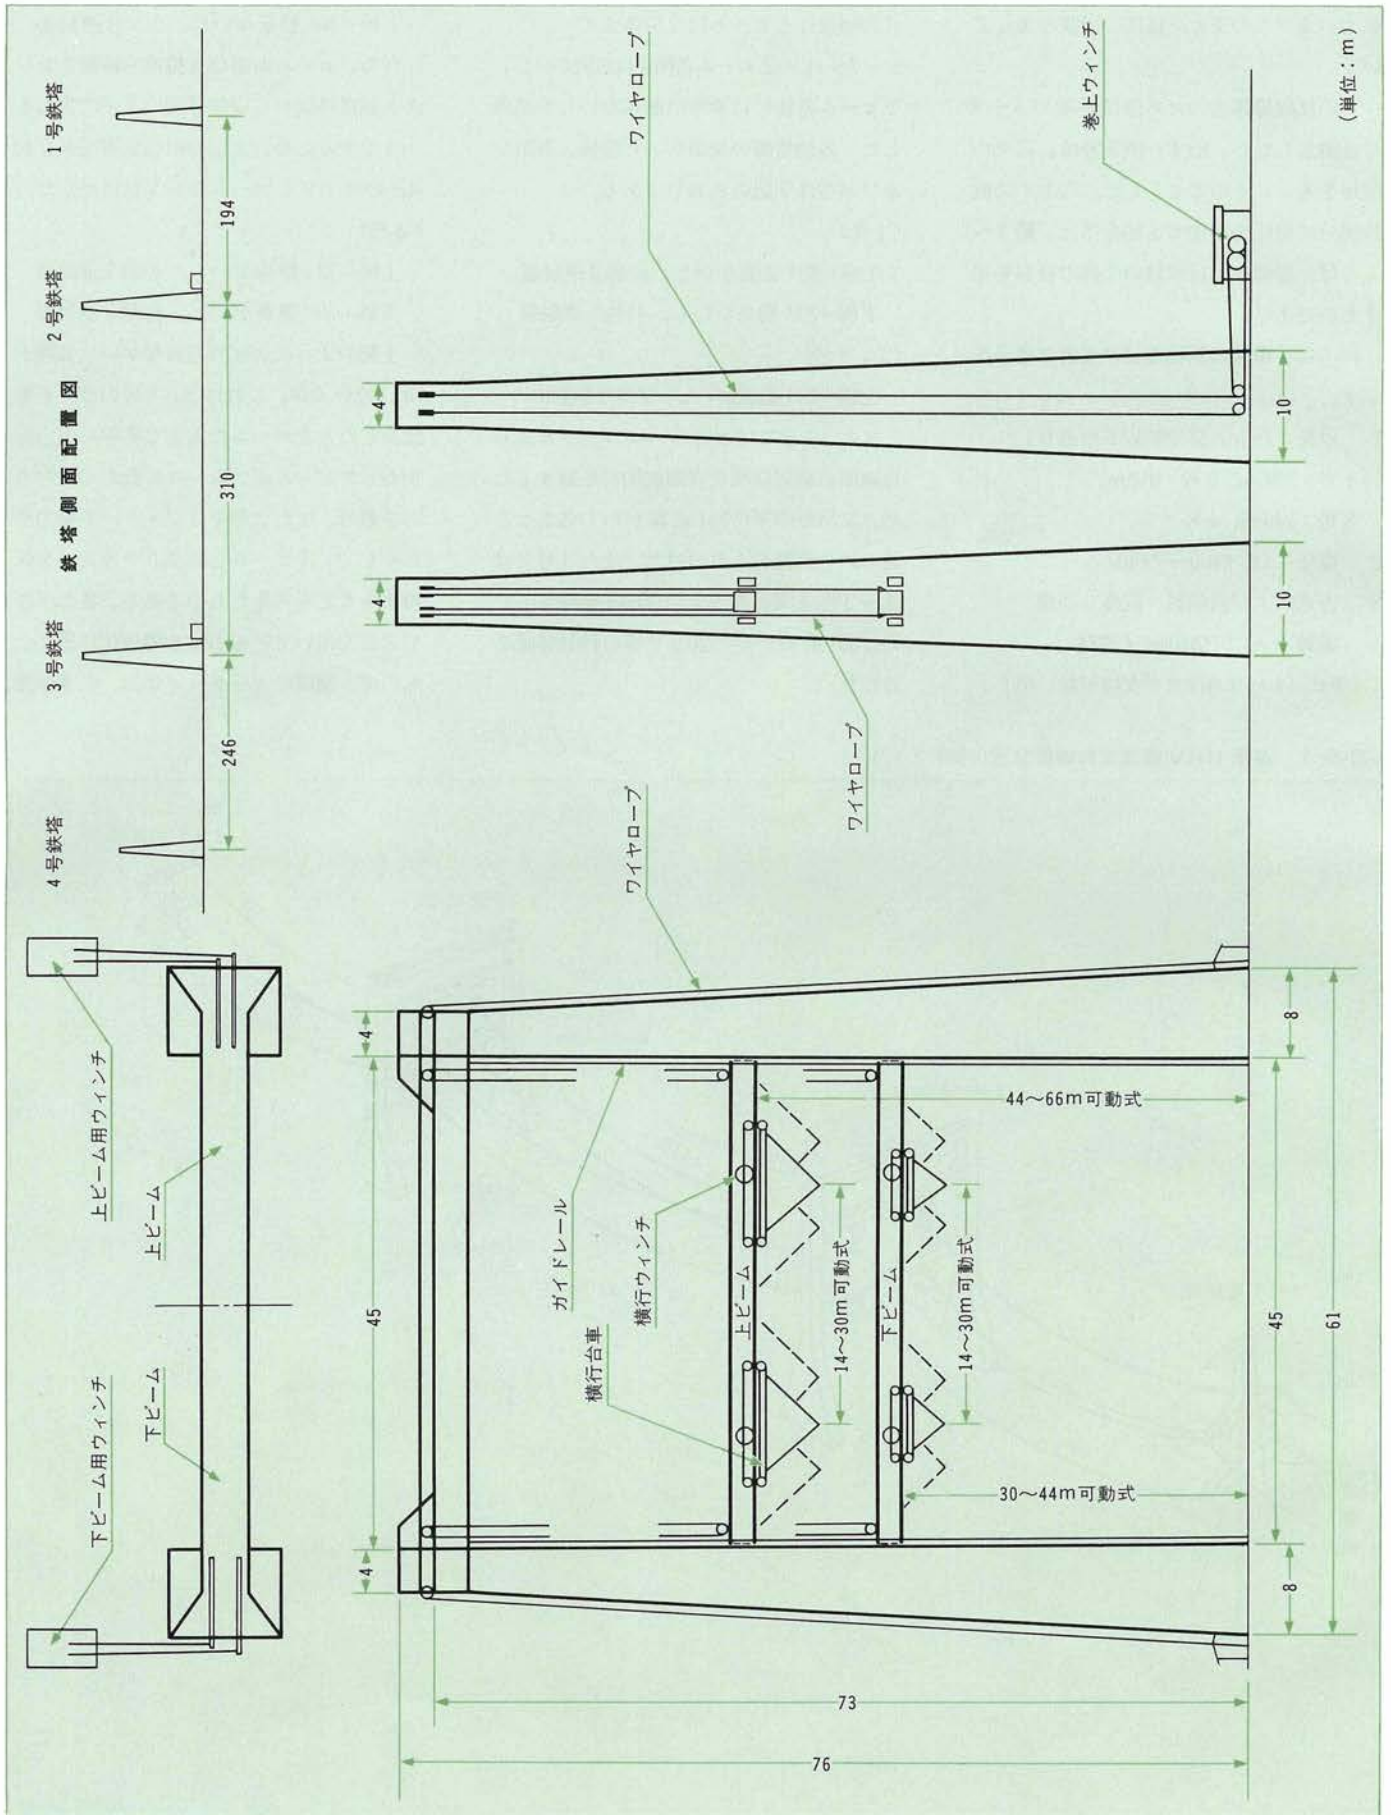 下ビーム用ウィンチ
上ビーム用ウィンチ
下ビーム
上ビーム
鉄塔側面配置図
4号鉄塔
3号鉄塔
2号鉄塔
1号鉄塔
246
310
194
4
45
4
ガイドレール
横行台車
横行ウィンチ
上ビーム
14～30m可動式
下ビーム
14～30m可動式
44～66m可動式
30～44m可動式
73
76
8
45
8
61
ワイヤロープ
ワイヤロープ
4
10
ワイヤロープ
4
10
巻上ウィンチ
(単位：m)